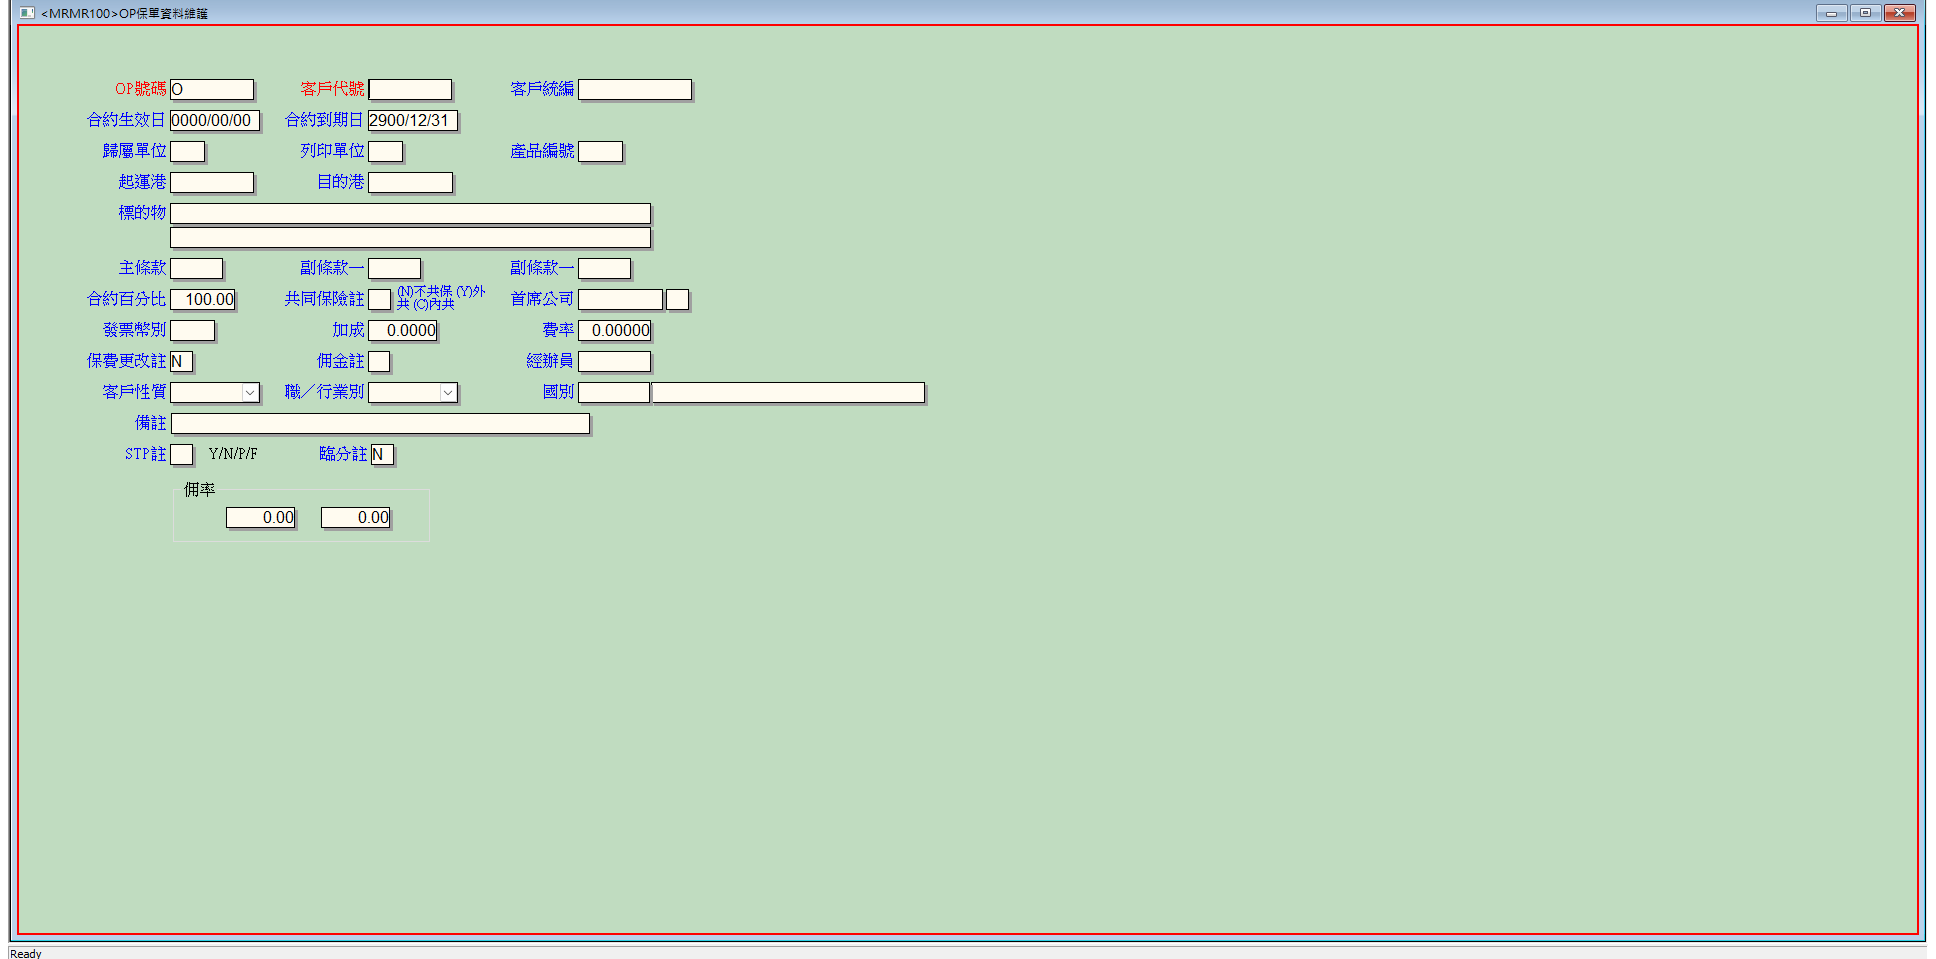 <MRMR100>OP保單資料維護
OP號碼 O 客戶代號 客戶統編
合約生效日 0000/00/00 合約到期日 2900/12/31
歸屬單位 列印單位 產品編號
起運港 目的港
標的物
主條款 副條款一 副條款一
合約百分比 100.00 共同保險註 (N)不共保 (Y)外 首席公司
共 (C)內共
發票幣別 加成 0.0000 費率 0.00000
保費更改註 N 佣金註 經辦員
客戶性質 職／行業別 國別
備註
STP註 Y/N/P/F 臨分註 N
佣率
0.00 0.00
Ready